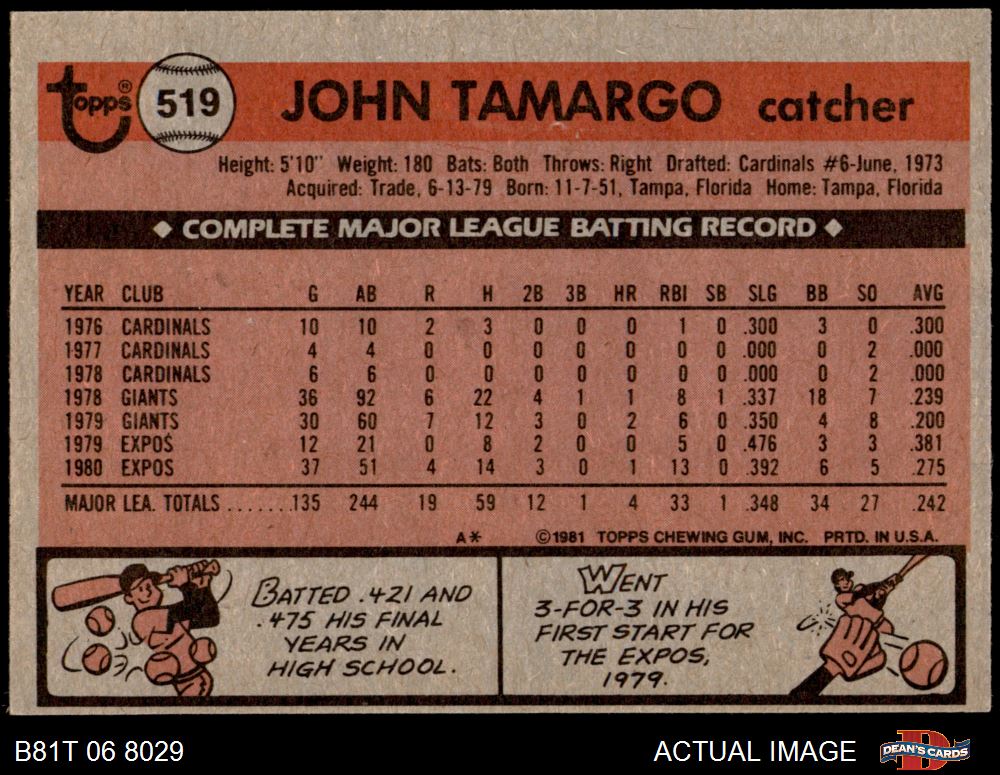 Topps® 519 JOHN TAMARGO catcher
Height: 5'10" Weight: 180 Bats: Both Throws: Right Drafted: Cardinals #6-June, 1973
Acquired: Trade, 6-13-79 Born: 11-7-51, Tampa, Florida Home: Tampa, Florida
◆ COMPLETE MAJOR LEAGUE BATTING RECORD ◆
YEAR CLUB G AB R H 2B 3B HR RBI SB SLG BB SO AVG
1976 CARDINALS 10 10 2 3 0 0 0 1 0 .300 3 0 .300
1977 CARDINALS 4 4 0 0 0 0 0 0 0 .000 0 2 .000
1978 CARDINALS 6 6 0 0 0 0 0 0 0 .000 0 2 .000
1978 GIANTS 36 92 6 22 4 1 1 8 1 .337 18 7 .239
1979 GIANTS 30 60 7 12 3 0 2 6 0 .350 4 8 .200
1979 EXPOS 12 21 0 8 2 0 0 5 0 .476 3 3 .381
1980 EXPOS 37 51 4 14 3 0 1 13 0 .392 6 5 .275
MAJOR LEA. TOTALS .......135 244 19 59 12 1 4 33 1 .348 34 27 .242
A* ©1981 TOPPS CHEWING GUM, INC. PRTD. IN U.S.A.
BATTED .421 AND
.475 HIS FINAL
YEARS IN
HIGH SCHOOL.
WENT
3-FOR-3 IN HIS
FIRST START FOR
THE EXPOS,
1979.
B81T 06 8029 ACTUAL IMAGE DEAN'S CARDS